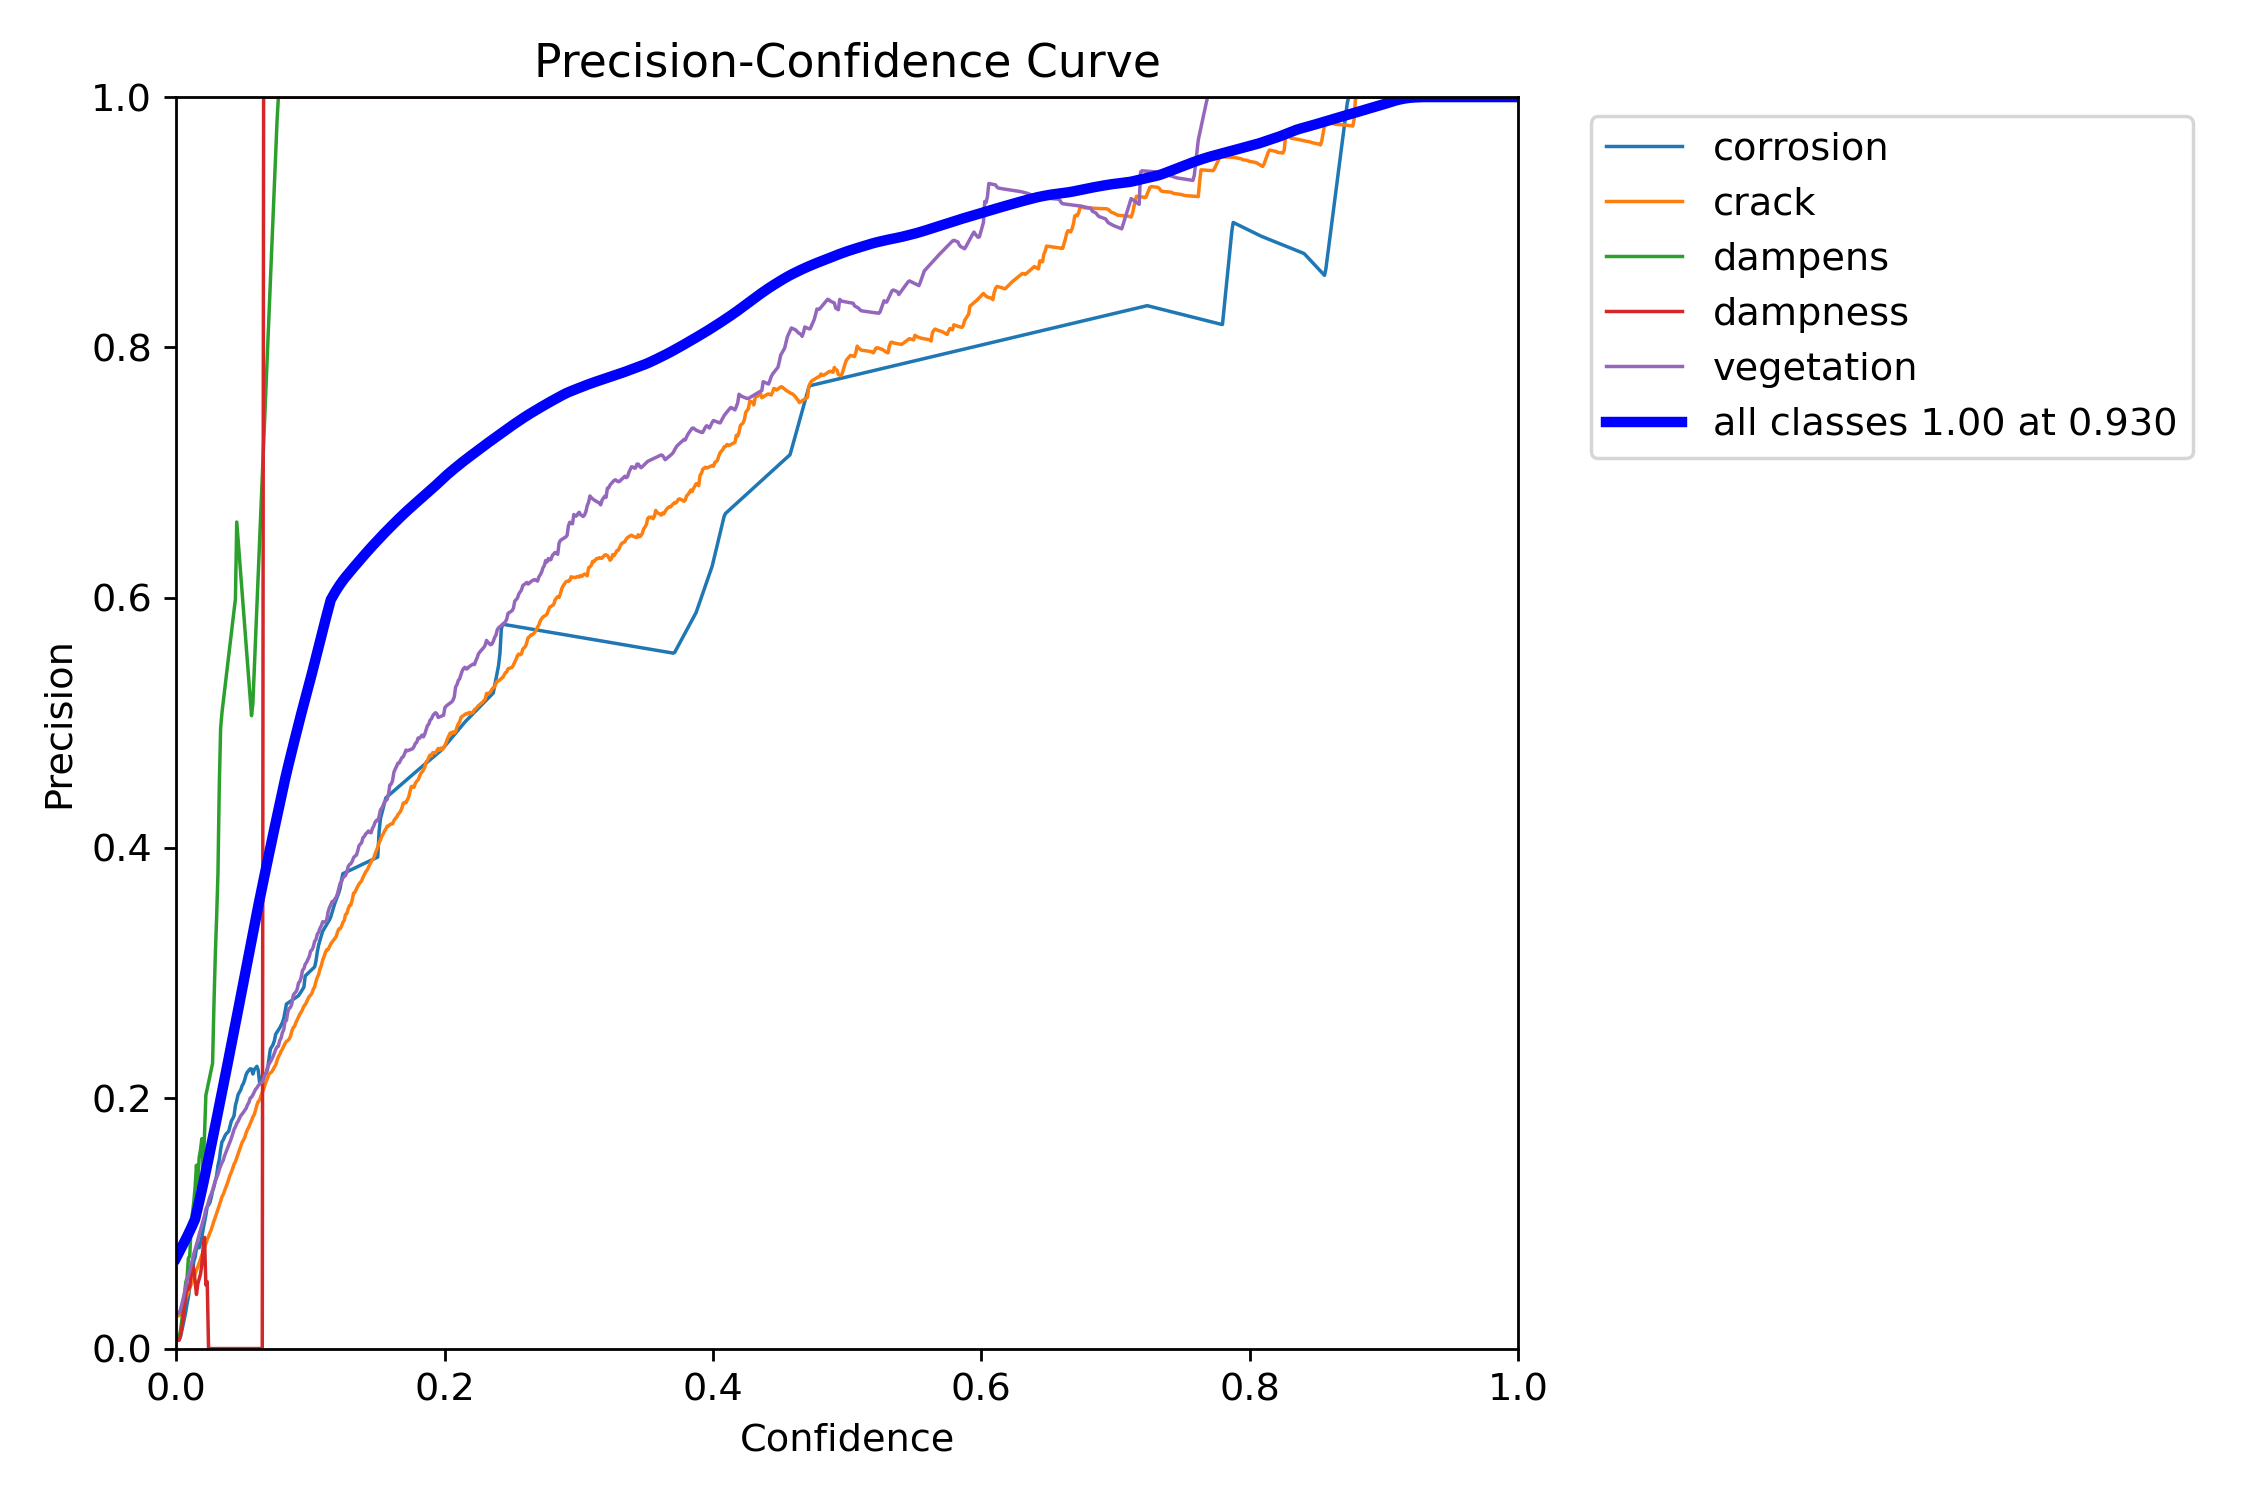 Precision-Confidence Curve
1.0
0.8
0.6
0.4
0.2
0.0
Precision
0.0 0.2 0.4 0.6 0.8 1.0
Confidence
corrosion
crack
dampens
dampness
vegetation
all classes 1.00 at 0.930